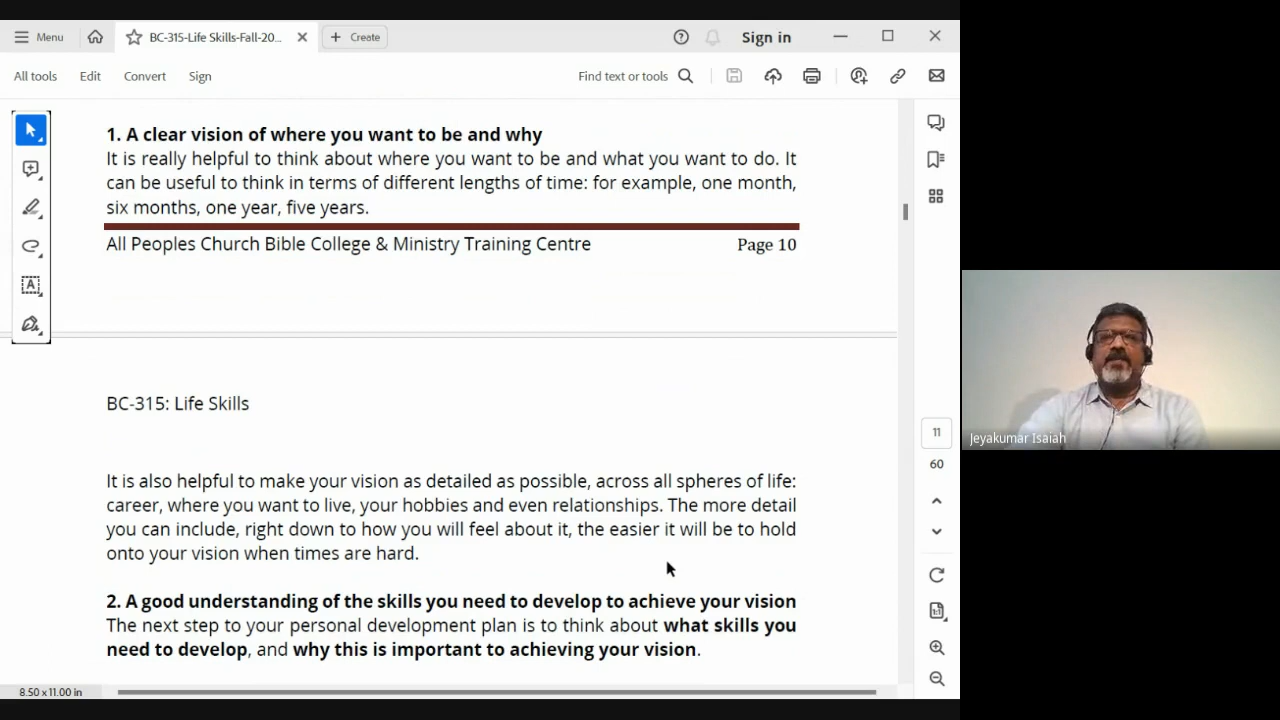 Menu
BC-315-Life Skills-Fall-20...
Create
Sign in
All tools
Edit
Convert
Sign
Find text or tools
1. A clear vision of where you want to be and why
It is really helpful to think about where you want to be and what you want to do. It
can be useful to think in terms of different lengths of time: for example, one month,
six months, one year, five years.
All Peoples Church Bible College & Ministry Training Centre Page 10
BC-315: Life Skills
It is also helpful to make your vision as detailed as possible, across all spheres of life:
career, where you want to live, your hobbies and even relationships. The more detail
you can include, right down to how you will feel about it, the easier it will be to hold
onto your vision when times are hard.
2. A good understanding of the skills you need to develop to achieve your vision
The next step to your personal development plan is to think about what skills you
need to develop, and why this is important to achieving your vision.
8.50 x 11.00 in
11
60
Jeyakumar Isaiah